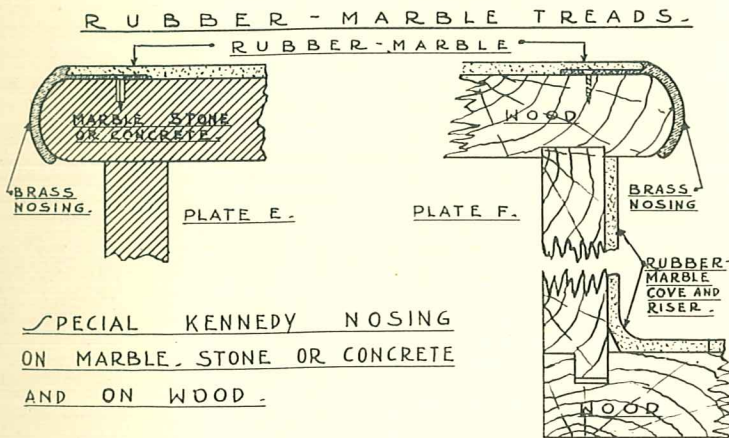 RUBBER-MARBLE TREADS.
RUBBER-MARBLE
MARBLE STONE
OR CONCRETE.
WOOD
BRASS
NOSING.
PLATE E.
PLATE F.
BRASS
NOSING
RUBBER-
MARBLE
COVE AND
RISER.
SPECIAL KENNEDY NOSING
ON MARBLE. STONE OR CONCRETE
AND ON WOOD.
WOOD